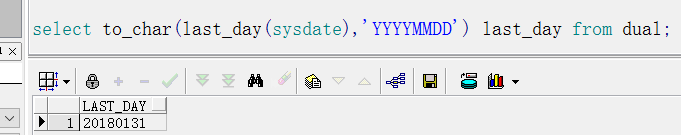 select to_char(last_day(sysdate),'YYYYMMDD') last_day from dual;
LAST_DAY
1 20180131